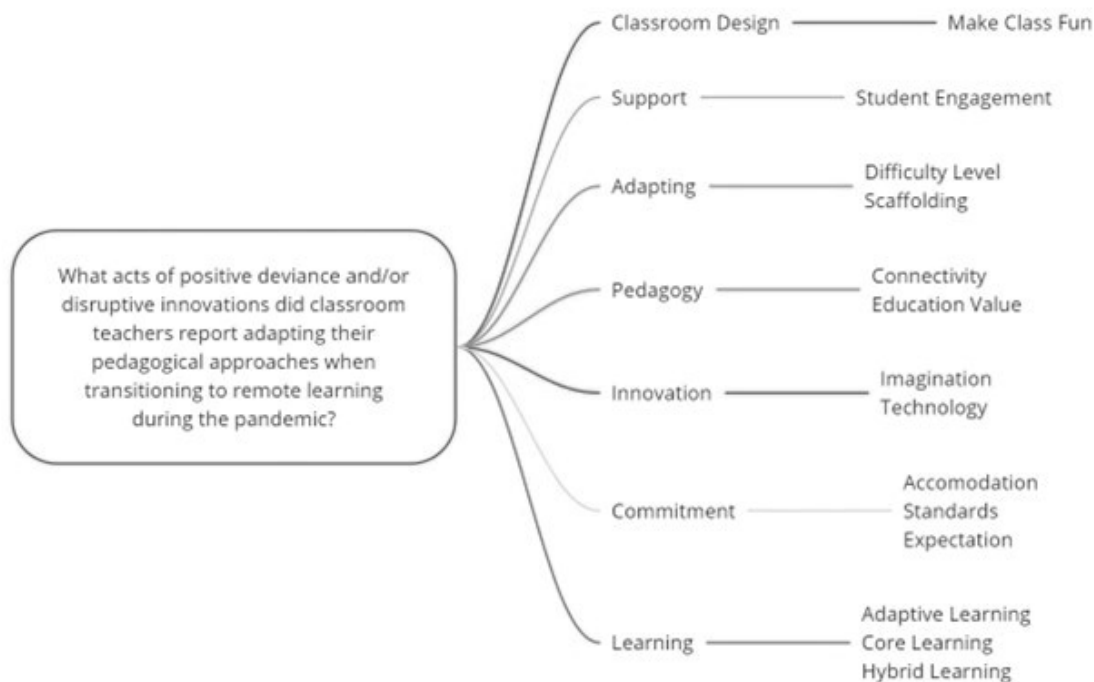 Classroom Design
Make Class Fun
Support
Student Engagement
Adapting
Difficulty Level
Scaffolding
What acts of positive deviance and/or
disruptive innovations did classroom
teachers report adapting their
pedagogical approaches when
transitioning to remote learning
during the pandemic?
Pedagogy
Connectivity
Education Value
Innovation
Imagination
Technology
Commitment
Accomodation
Standards
Expectation
Learning
Adaptive Learning
Core Learning
Hybrid Learning